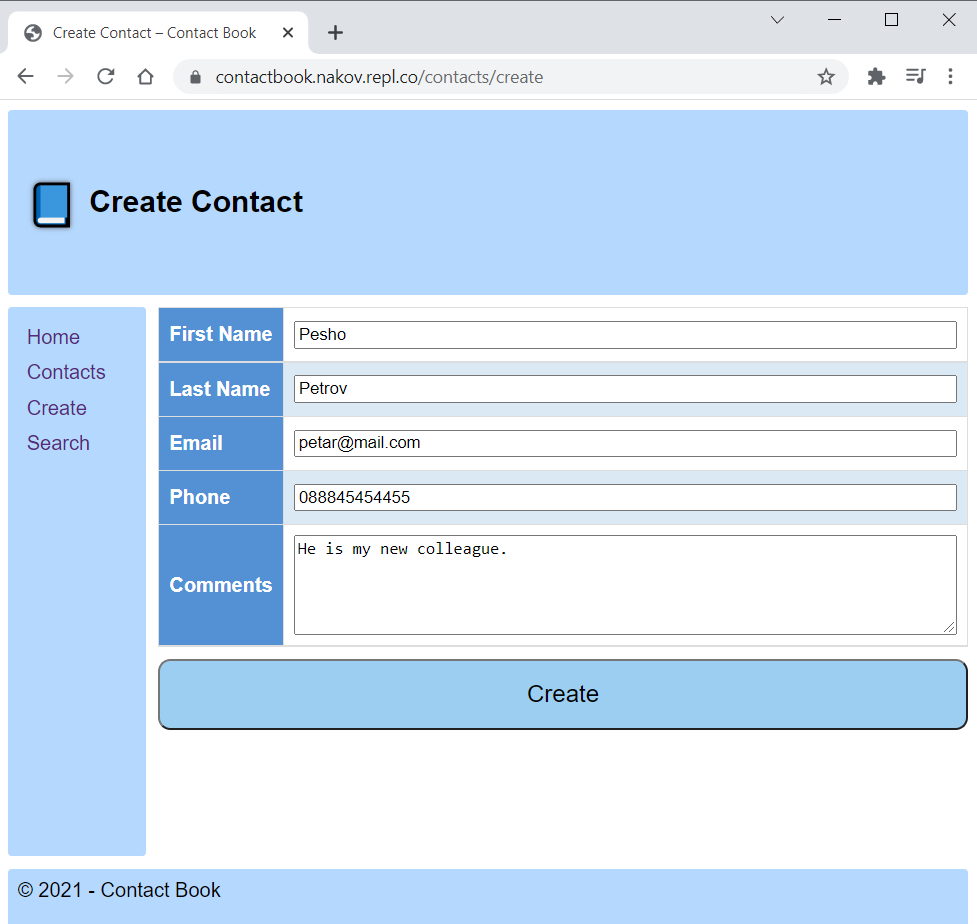 Create Contact – Contact Book
contactbook.nakov.repl.co/contacts/create
Create Contact
Home
Contacts
Create
Search
First Name Pesho
Last Name Petrov
Email petar@mail.com
Phone 088845454455
Comments He is my new colleague.
Create
© 2021 - Contact Book